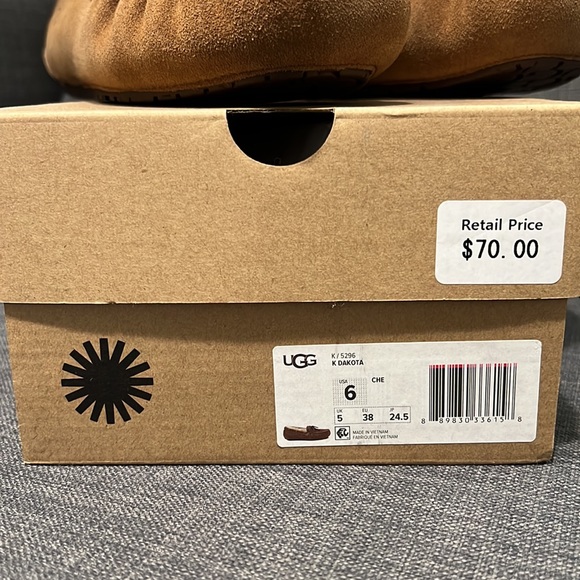 Retail Price
$70.00
UGG
K / 5296
K DAKOTA
USA
6
CHE
UK
5
EU
38
JP
24.5
MADE IN VIETNAM
FABRIQUÉ EN VIETNAM
8 89830 33615 8